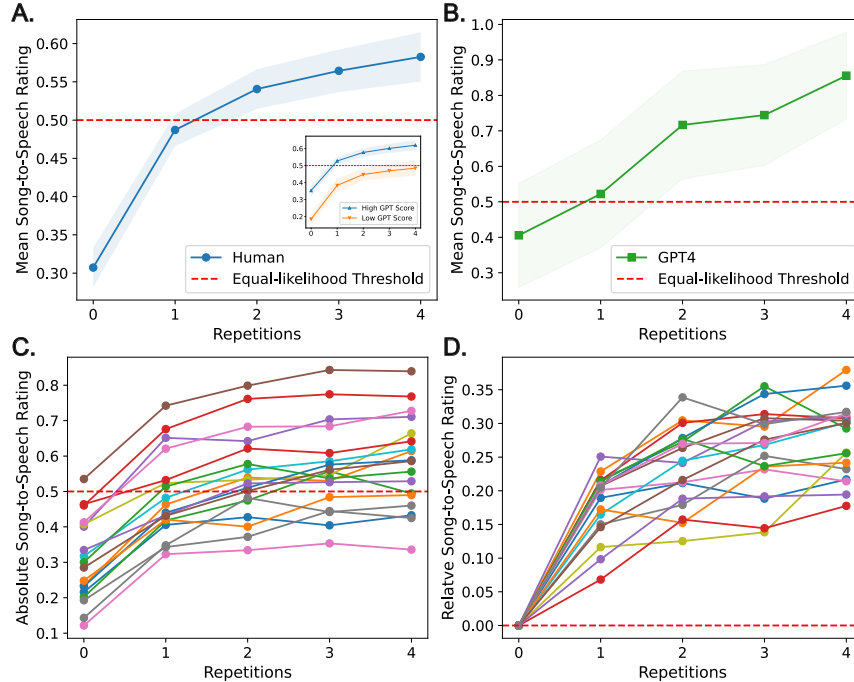 A.
Mean Song-to-Speech Rating
0.60
0.55
0.50
0.45
0.40
0.35
0.30
0.6
0.5
0.4
0.3
0.2
High GPT Score
Low GPT Score
0 1 2 3 4
Human
Equal-likelihood Threshold
0 1 2 3 4
Repetitions
B.
Mean Song-to-Speech Rating
1.0
0.9
0.8
0.7
0.6
0.5
0.4
0.3
GPT4
Equal-likelihood Threshold
0 1 2 3 4
Repetitions
C.
Absolute Song-to-Speech Rating
0.8
0.7
0.6
0.5
0.4
0.3
0.2
0.1
0 1 2 3 4
Repetitions
D.
Relatve Song-to-Speech Rating
0.35
0.30
0.25
0.20
0.15
0.10
0.05
0.00
0 1 2 3 4
Repetitions